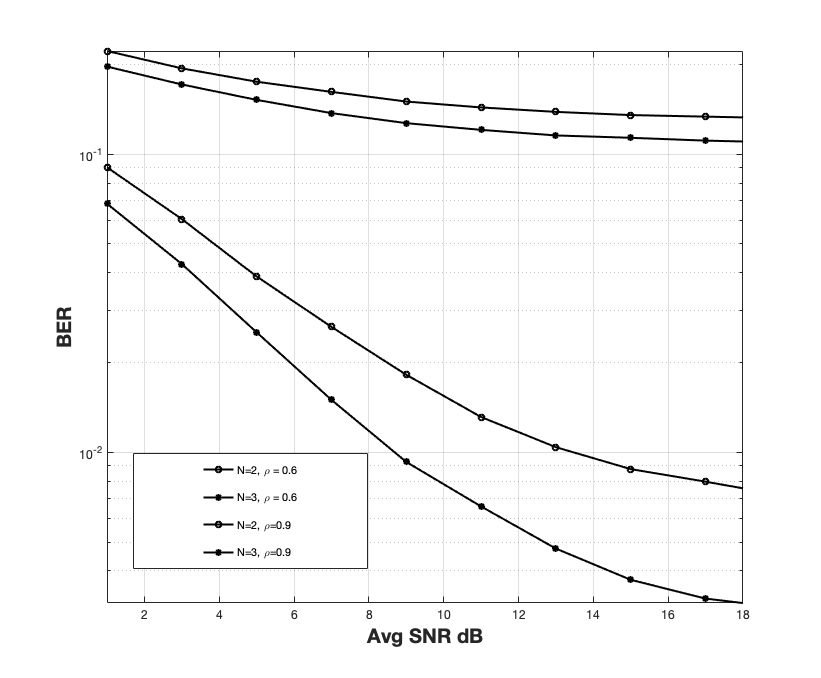 10⁻¹
10⁻²
BER
N=2, ρ = 0.6
N=3, ρ = 0.6
N=2, ρ=0.9
N=3, ρ=0.9
2 4 6 8 10 12 14 16 18
Avg SNR dB